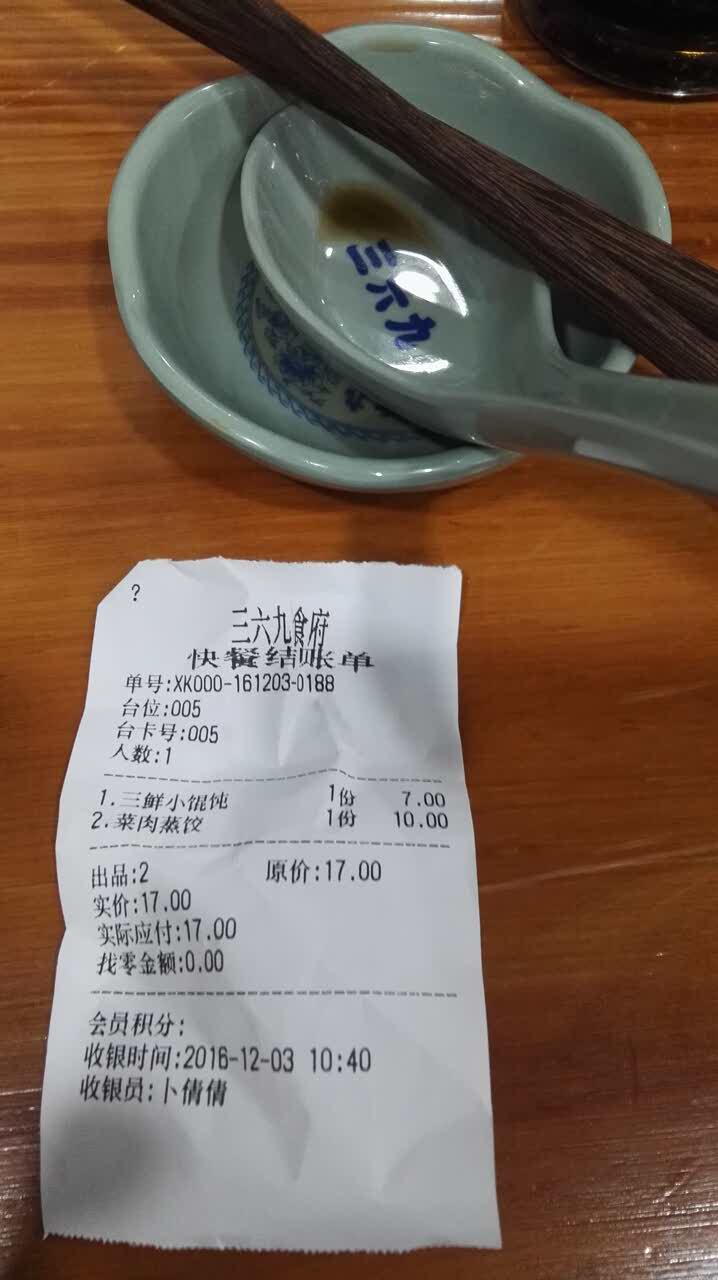 三六九
?
三六九食府
快餐结账单
单号:XK000-161203-0188
台位:005
台卡号:005
人数:1
1.三鲜小馄饨 1份 7.00
2.菜肉蒸饺 1份 10.00
出品:2 原价:17.00
实价:17.00
实际应付:17.00
找零金额:0.00
会员积分:
收银时间:2016-12-03 10:40
收银员:卜倩倩